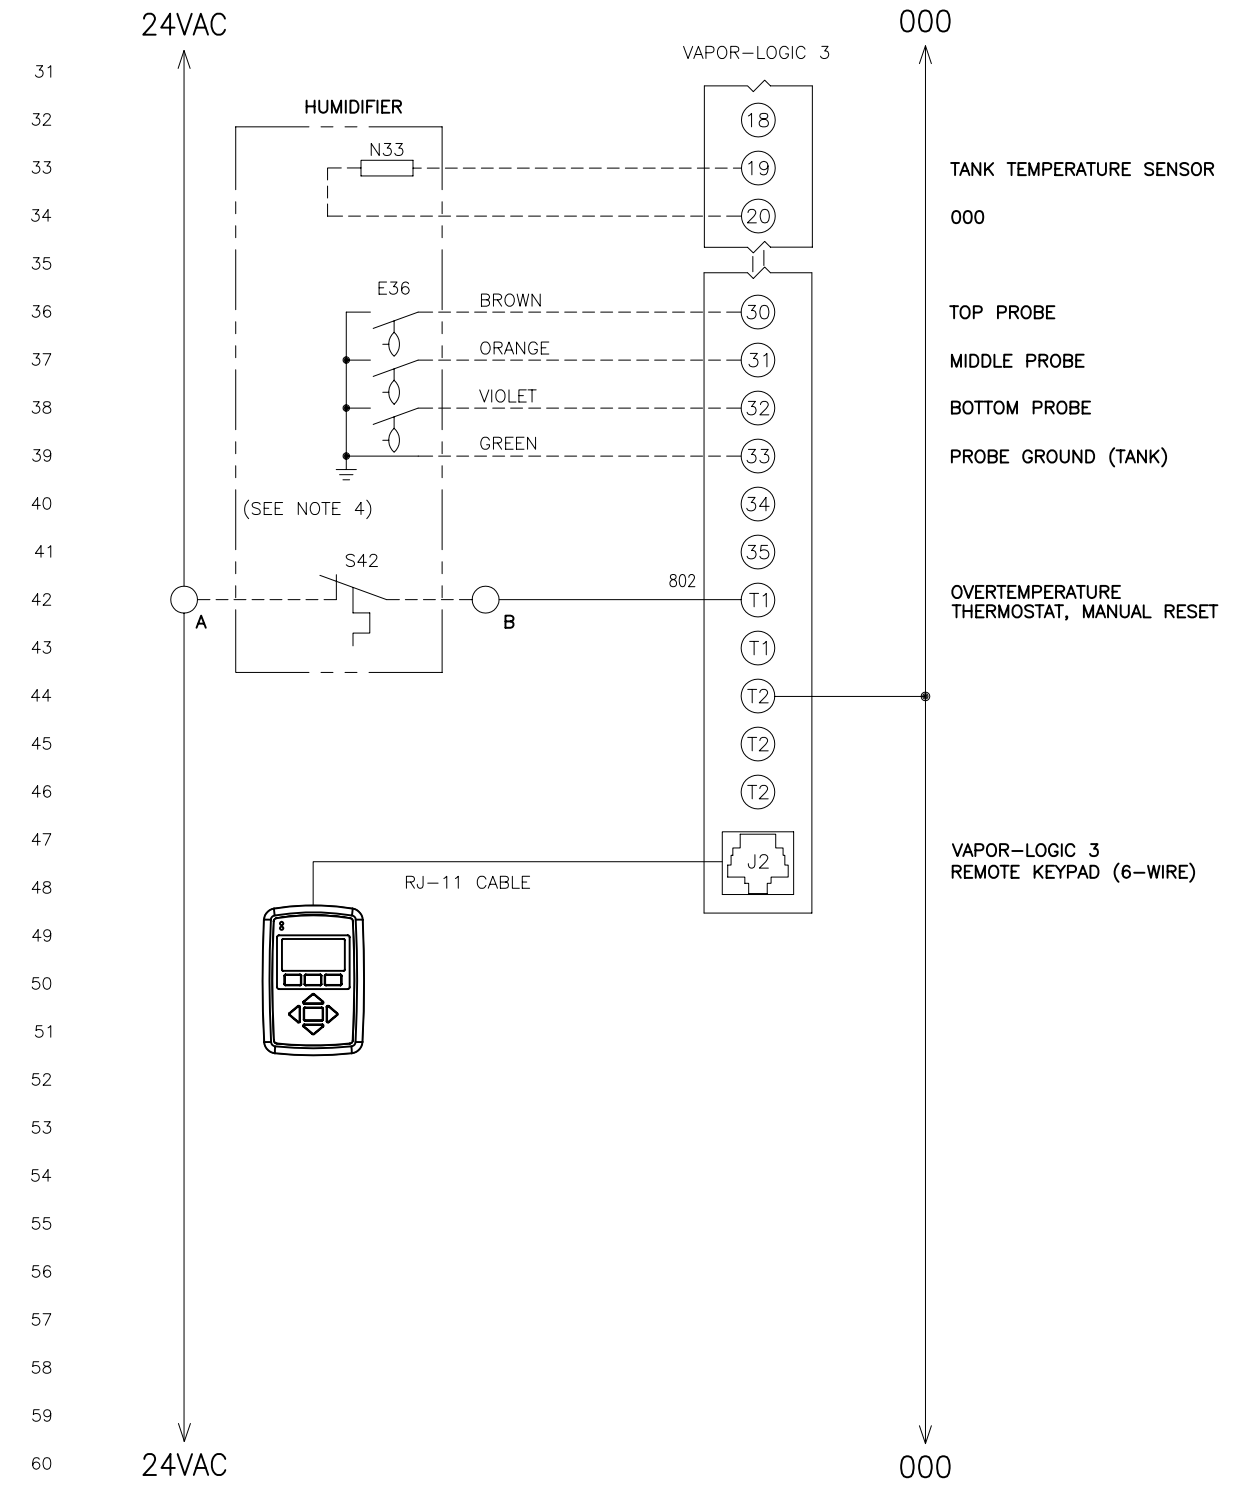 24VAC
000
VAPOR-LOGIC 3
31
HUMIDIFIER
32
18
N33
33
19
TANK TEMPERATURE SENSOR
34
20
000
35
E36
36
BROWN
30
TOP PROBE
37
ORANGE
31
MIDDLE PROBE
38
VIOLET
32
BOTTOM PROBE
39
GREEN
33
PROBE GROUND (TANK)
40
(SEE NOTE 4)
34
41
S42
35
42
A
B
802
T1
OVERTEMPERATURE
THERMOSTAT, MANUAL RESET
43
T1
44
T2
45
T2
46
T2
47
J2
VAPOR-LOGIC 3
REMOTE KEYPAD (6-WIRE)
48
RJ-11 CABLE
49
50
51
52
53
54
55
56
57
58
59
60
24VAC
000